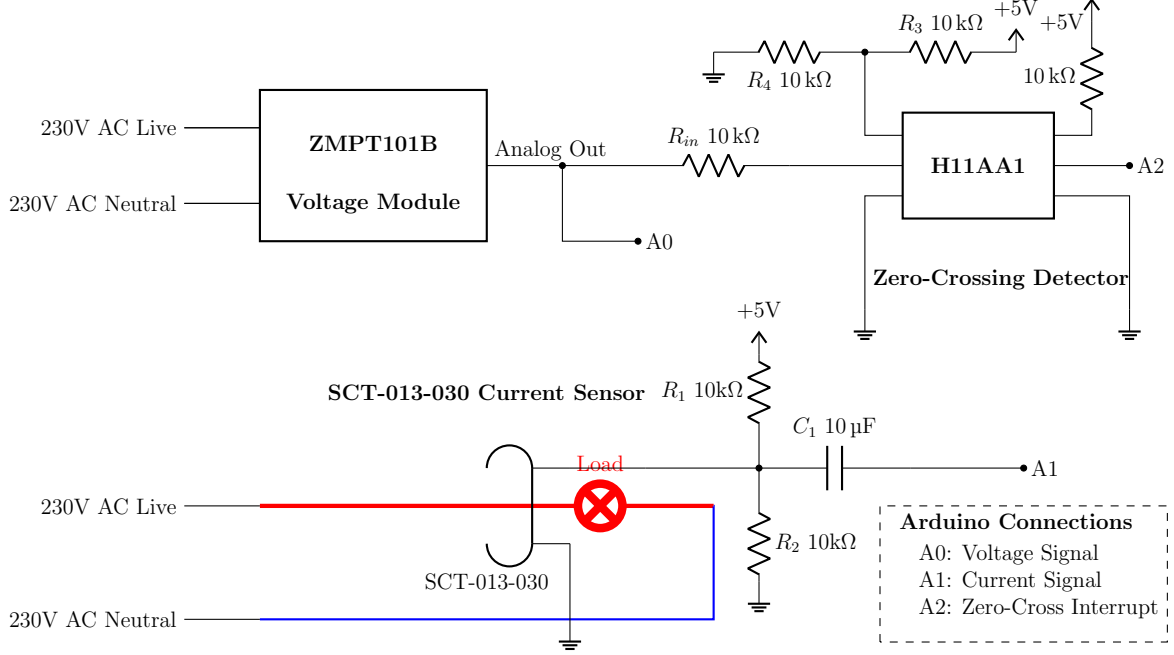 +5V
+5V
R3 10 kΩ
R4 10 kΩ
10 kΩ
230V AC Live
ZMPT101B
Analog Out
Rin 10 kΩ
H11AA1
A2
230V AC Neutral
Voltage Module
A0
Zero-Crossing Detector
+5V
SCT-013-030 Current Sensor
R1 10kΩ
C1 10 µF
Load
A1
230V AC Live
R2 10kΩ
SCT-013-030
230V AC Neutral
Arduino Connections
A0: Voltage Signal
A1: Current Signal
A2: Zero-Cross Interrupt